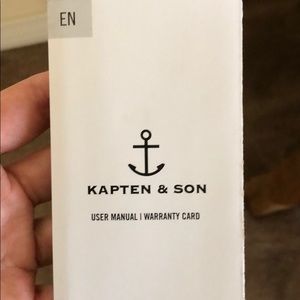 EN
KAPTEN & SON
USER MANUAL | WARRANTY CARD